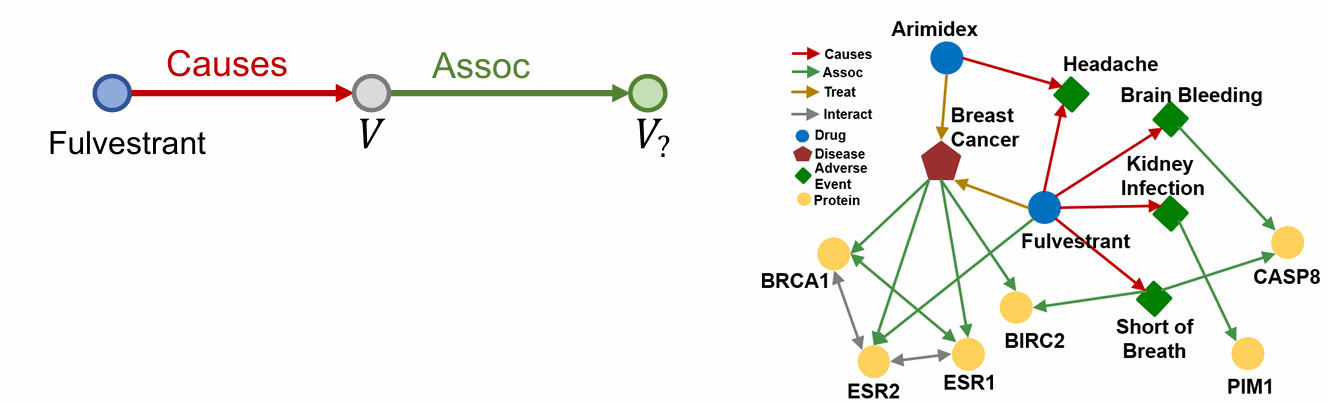 Causes
Assoc
Fulvestrant
V
V?
Arimidex
Causes
Assoc
Treat
Interact
Drug
Disease
Adverse
Event
Protein
Headache
Brain Bleeding
Breast
Cancer
Kidney
Infection
Fulvestrant
BRCA1
CASP8
BIRC2
Short of
Breath
ESR2
ESR1
PIM1